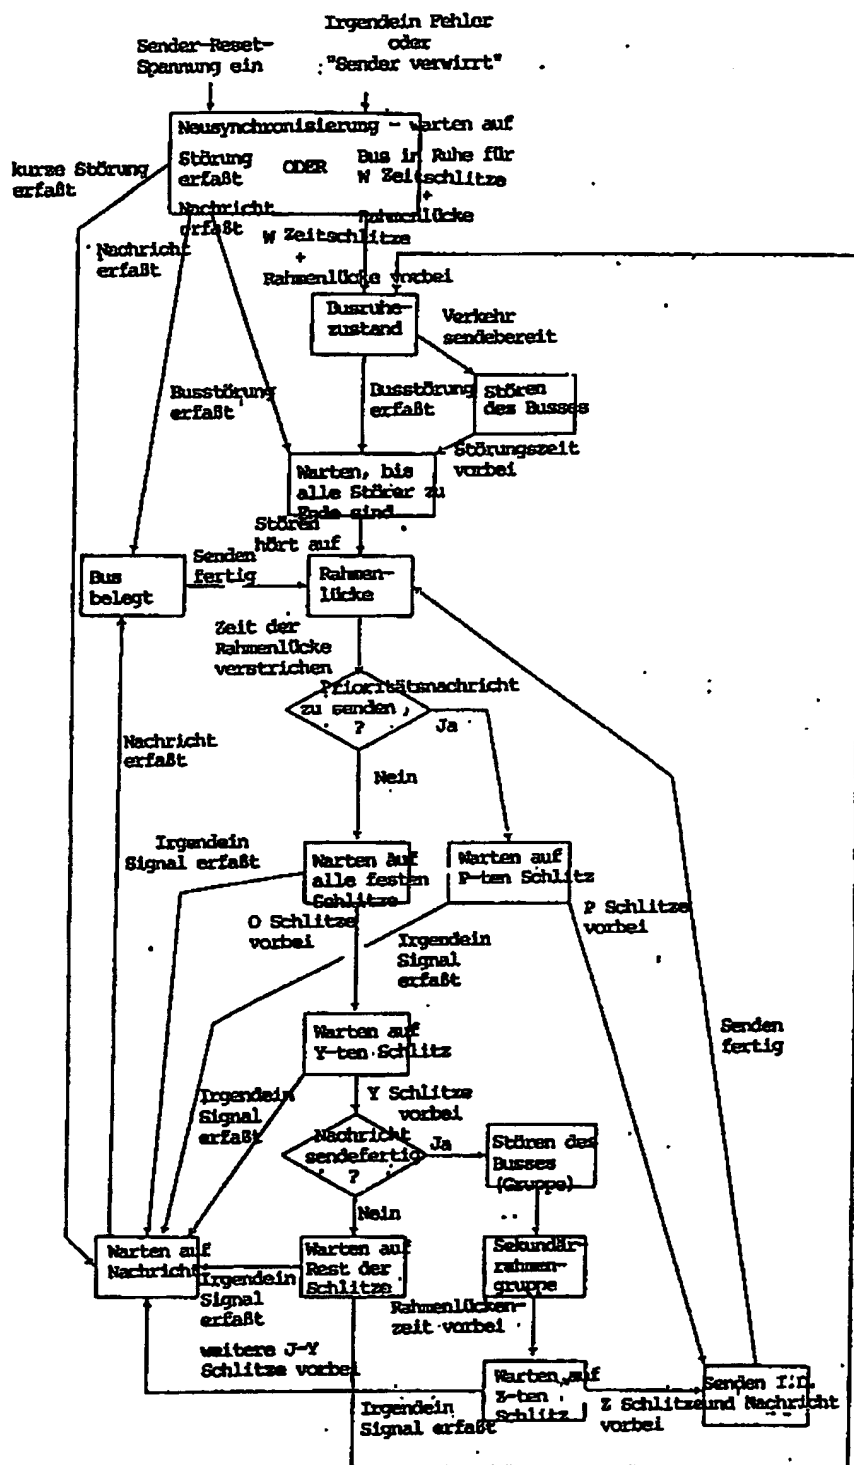 Sender-Reset-
Spannung ein
Irgendein Fehler
oder
"Sender verwirrt"
Neusynchronisierung - warten auf
Störung
erfaßt
ODER
Bus in Ruhe für
W Zeitschlitze
+
Rahmenlücke
Nachricht
erfaßt
kurze Störung
erfaßt
Nachricht
erfaßt
W Zeitschlitze
+
Rahmenlücke vorbei
Busruhe-
zustand
Verkehr
sendebereit
Busstörung
erfaßt
Busstörung
erfaßt
Stören
des Busses
Störungszeit
vorbei
Warten, bis
alle Störer zu
Ende sind
Stören
hört auf
Bus
belegt
Senden
fertig
Rahmen-
lücke
Zeit der
Rahmenlücke
verstrichen
Prioritätsnachricht
zu senden
?
Ja
Nein
Nachricht
erfaßt
Irgendein
Signal erfaßt
Warten auf
alle festen
Schlitze
Warten auf
P-ten Schlitz
O Schlitze
vorbei
Irgendein
Signal
erfaßt
P Schlitze
vorbei
Warten auf
Y-ten Schlitz
Senden
fertig
Irgendein
Signal
erfaßt
Y Schlitze
vorbei
Nachricht
sendefertig
?
Ja
Stören des
Busses
(Gruppe)
Nein
Warten auf
Nachricht
Irgendein
Signal
erfaßt
Warten auf
Rest der
Schlitze
Sekundär-
rahmen-
gruppe
Rahmenlücken-
zeit vorbei
weitere J-Y
Schlitze vorbei
Warten auf
Z-ten
Schlitz
Irgendein
Signal erfaßt
Z Schlitze
vorbei
Senden I.D.
und Nachricht